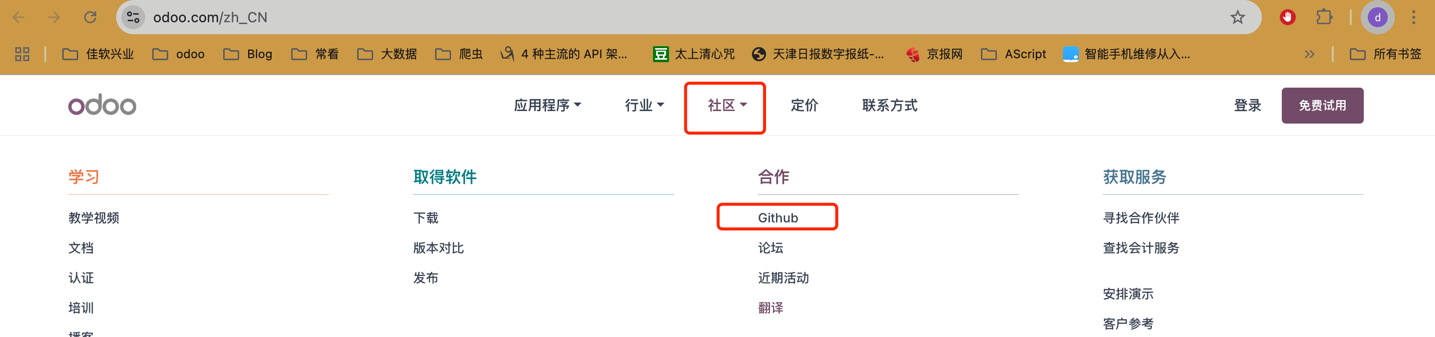 odoo.com/zh_CN
d
佳软兴业 odoo Blog 常看 大数据 爬虫 4 种主流的 API 架... 豆 太上清心咒 天津日报数字报纸-... 京报网 AScript 智能手机维修从入... » 所有书签
odoo 应用程序 行业 社区 定价 联系方式 登录 免费试用
学习 取得软件 合作 获取服务
教学视频 下载 Github 寻找合作伙伴
文档 版本对比 论坛 查找会计服务
认证 发布 近期活动
安排演示
培训 翻译
客户参考